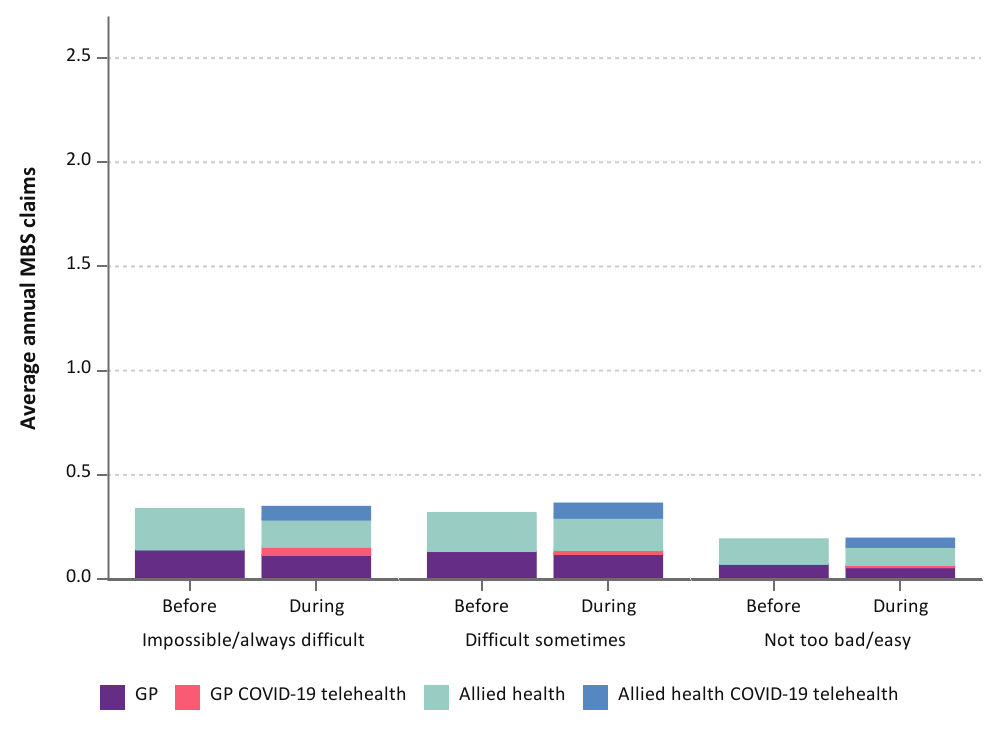 Average annual MBS claims
2.5
2.0
1.5
1.0
0.5
0.0
Before During Before During Before During
Impossible/always difficult Difficult sometimes Not too bad/easy
GP GP COVID-19 telehealth Allied health Allied health COVID-19 telehealth